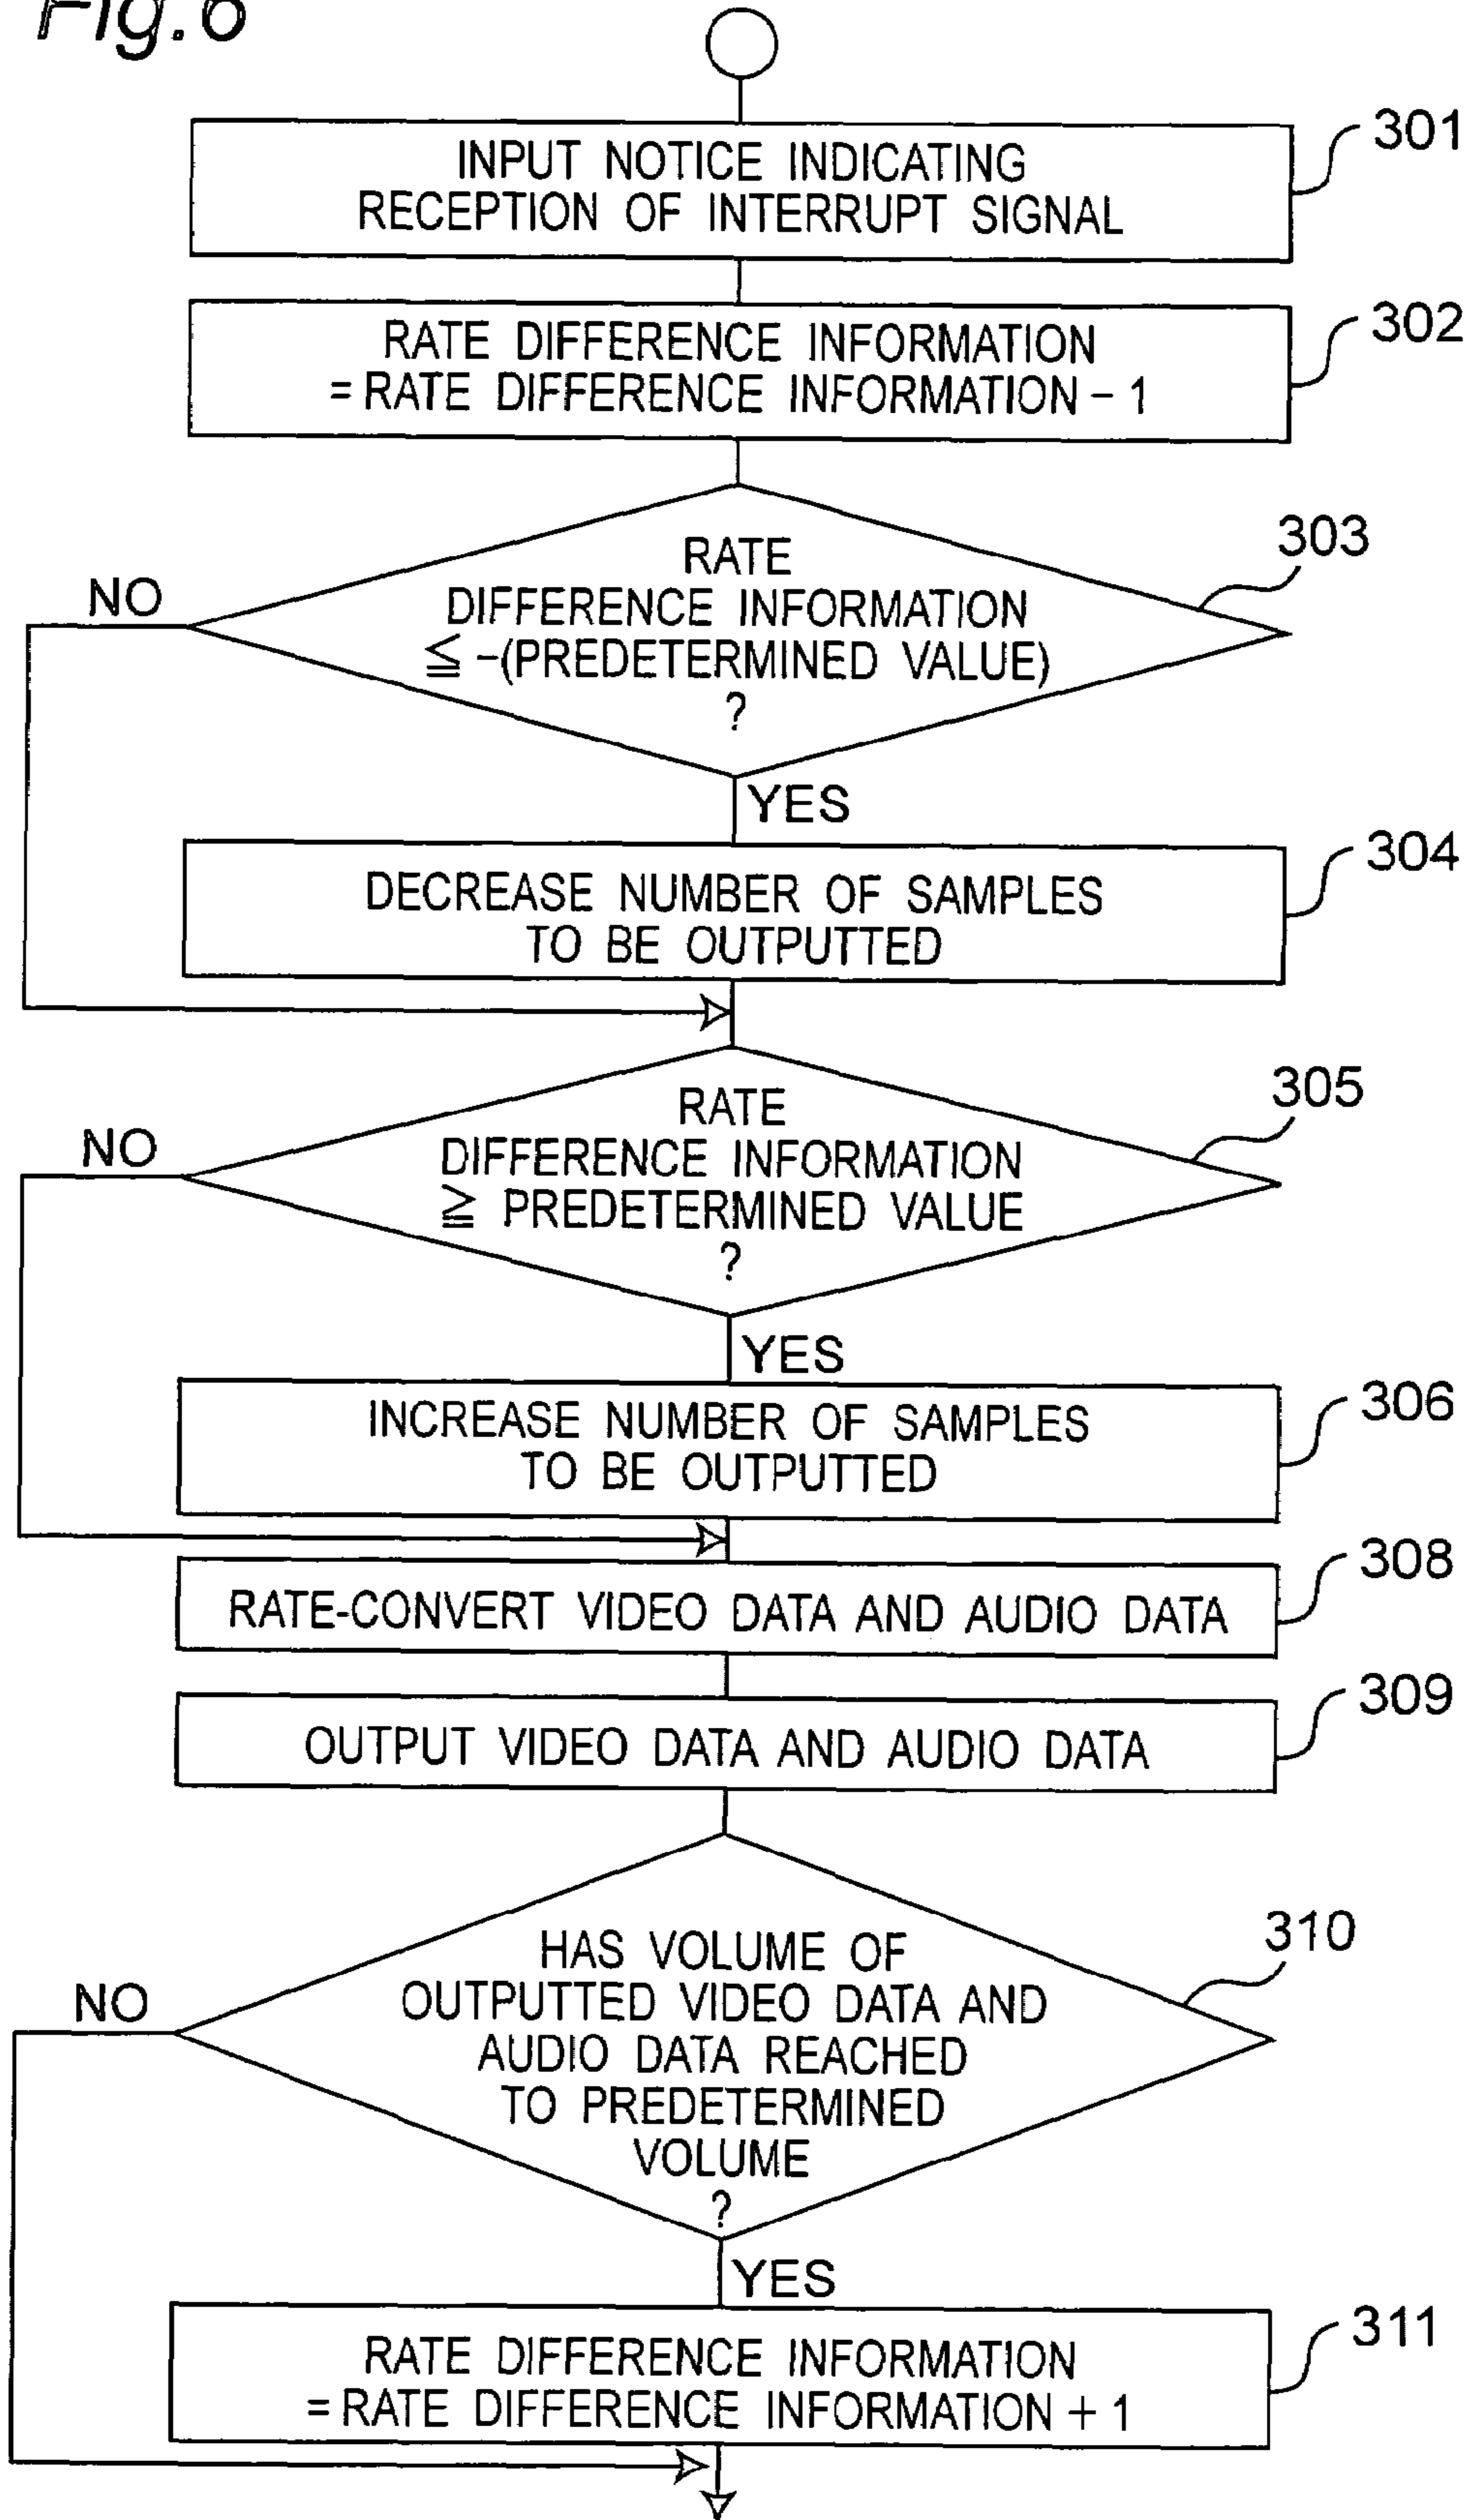 Fig.6
INPUT NOTICE INDICATING
RECEPTION OF INTERRUPT SIGNAL
301
RATE DIFFERENCE INFORMATION
= RATE DIFFERENCE INFORMATION − 1
302
RATE
DIFFERENCE INFORMATION
≦ −(PREDETERMINED VALUE)
?
303
NO
YES
DECREASE NUMBER OF SAMPLES
TO BE OUTPUTTED
304
RATE
DIFFERENCE INFORMATION
≧ PREDETERMINED VALUE
?
305
NO
YES
INCREASE NUMBER OF SAMPLES
TO BE OUTPUTTED
306
RATE-CONVERT VIDEO DATA AND AUDIO DATA
308
OUTPUT VIDEO DATA AND AUDIO DATA
309
HAS VOLUME OF
OUTPUTTED VIDEO DATA AND
AUDIO DATA REACHED
TO PREDETERMINED
VOLUME
?
310
NO
YES
RATE DIFFERENCE INFORMATION
= RATE DIFFERENCE INFORMATION + 1
311